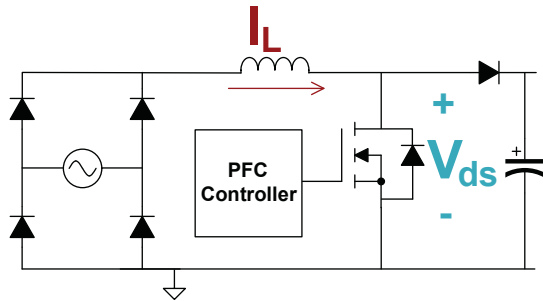 IL
+
PFC
Controller
Vds
-
+